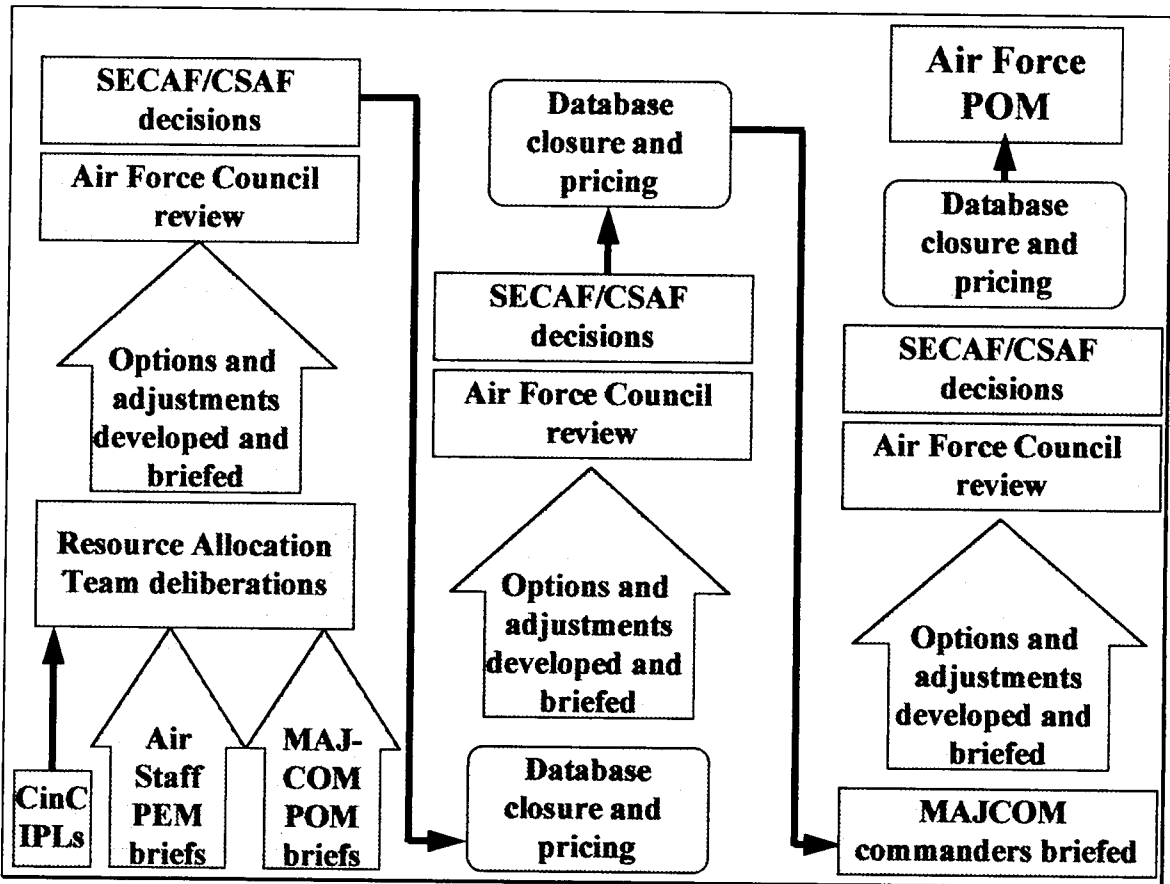 SECAF/CSAF
decisions
Air Force Council
review
Options and
adjustments
developed and
briefed
Resource Allocation
Team deliberations
CinC
IPLs
Air
Staff
PEM
briefs
MAJ-
COM
POM
briefs
Database
closure and
pricing
SECAF/CSAF
decisions
Air Force Council
review
Options and
adjustments
developed and
briefed
Database
closure and
pricing
Air Force
POM
Database
closure and
pricing
SECAF/CSAF
decisions
Air Force Council
review
Options and
adjustments
developed and
briefed
MAJCOM
commanders briefed